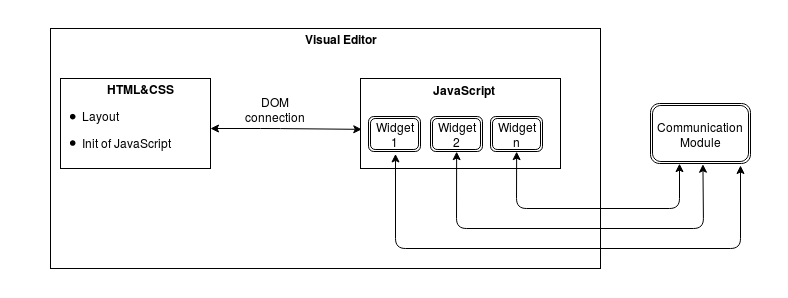 Visual Editor
HTML&CSS
Layout
Init of JavaScript
DOM
connection
JavaScript
Widget
1
Widget
2
Widget
n
Communication
Module